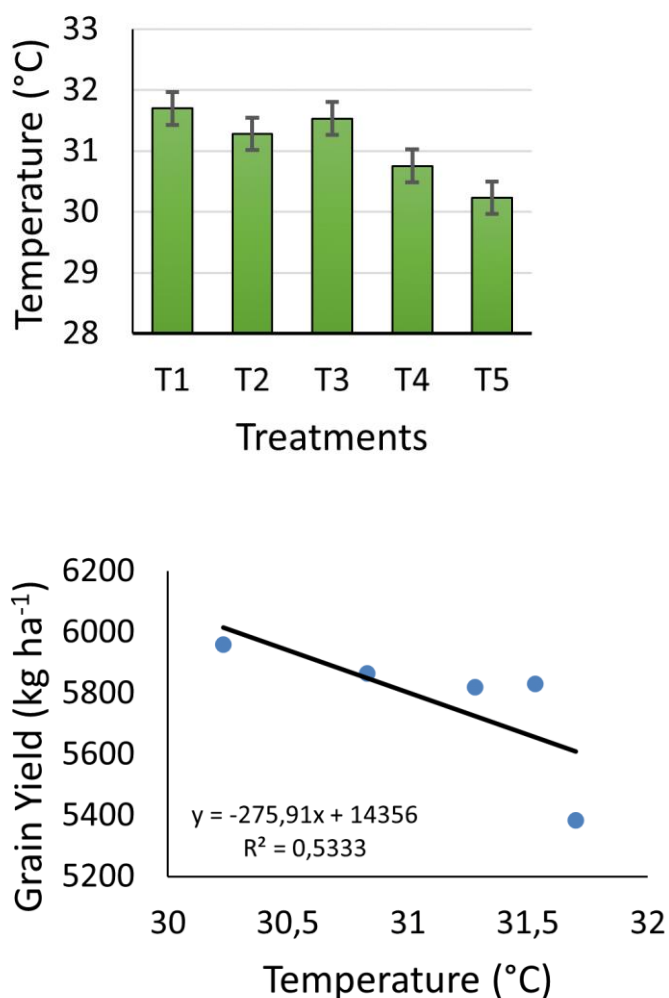 Temperature (°C)
33
32
31
30
29
28
T1 T2 T3 T4 T5
Treatments
Grain Yield (kg ha⁻¹)
6200
6000
5800
5600
5400
5200
y = -275,91x + 14356
R² = 0,5333
30 30,5 31 31,5 32
Temperature (°C)